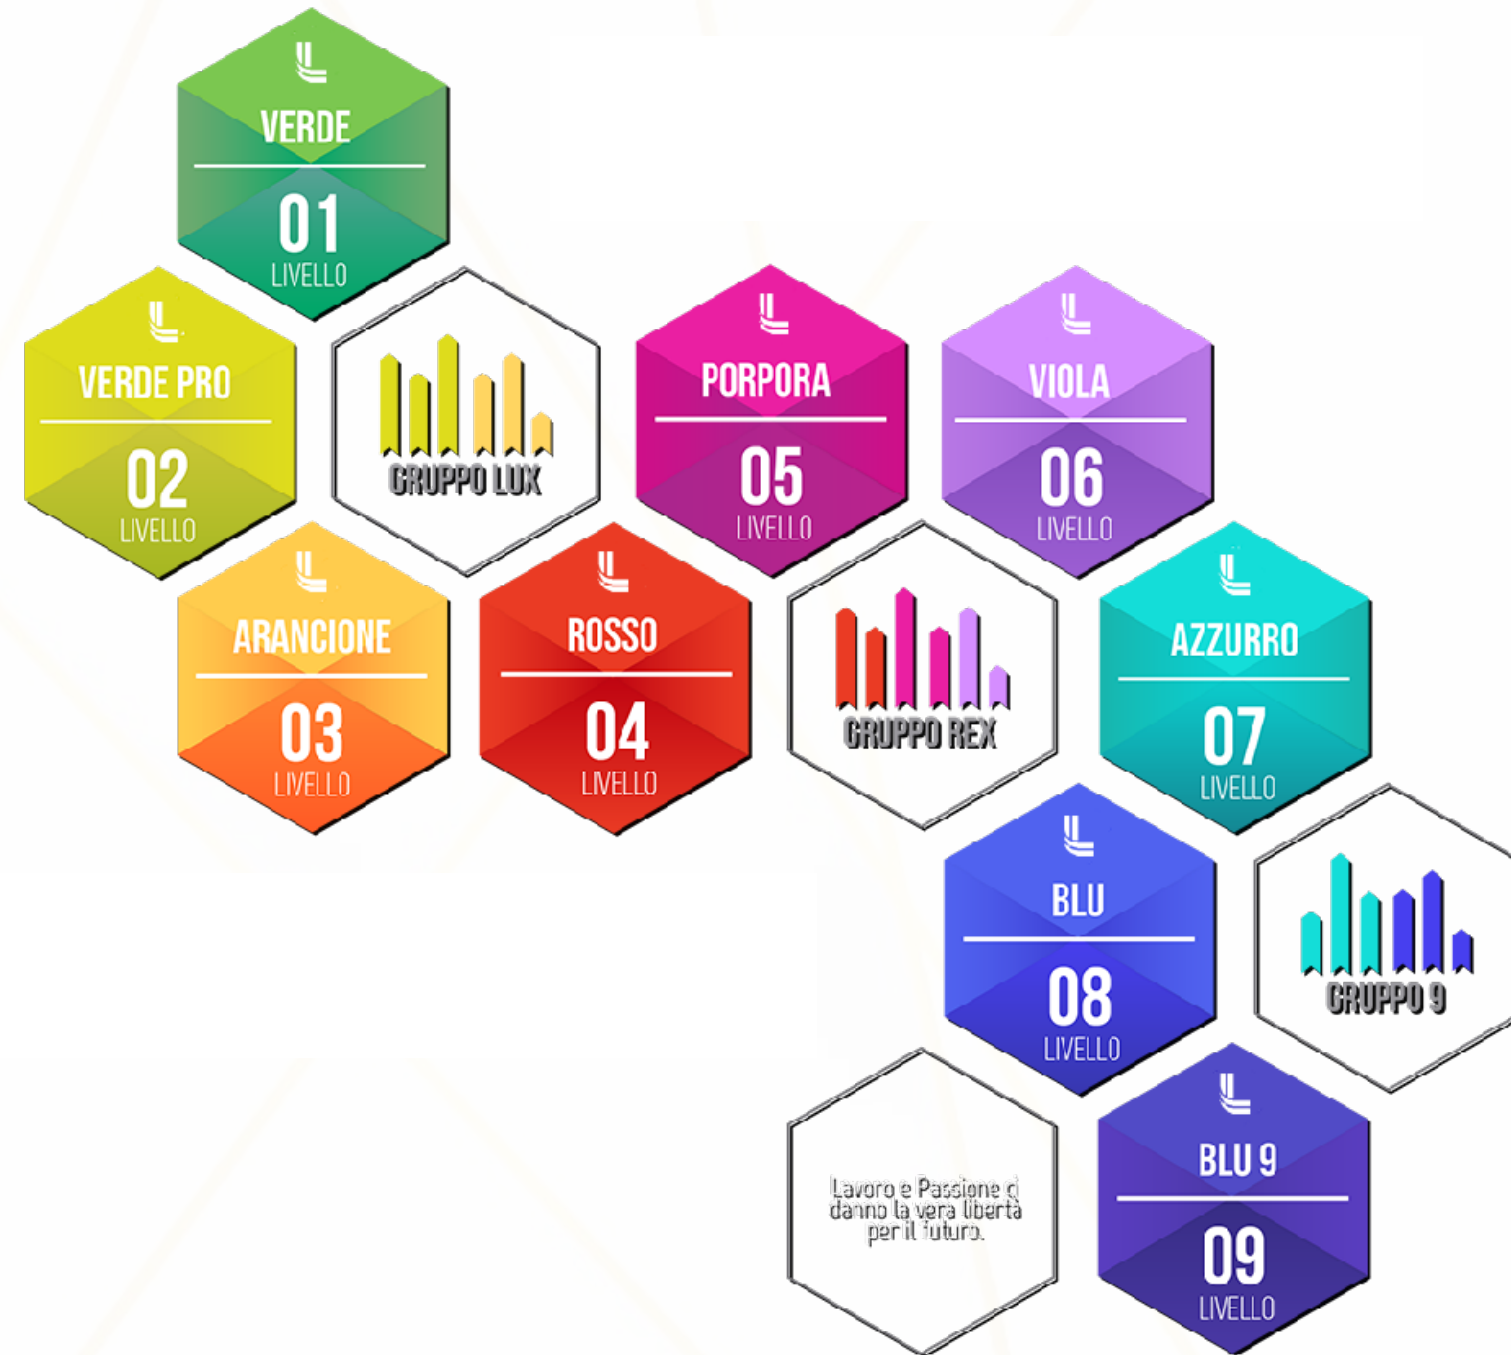 VERDE
01
LIVELLO
VERDE PRO
02
LIVELLO
GRUPPO LUX
PORPORA
05
LIVELLO
VIOLA
06
LIVELLO
ARANCIONE
03
LIVELLO
ROSSO
04
LIVELLO
GRUPPO REX
AZZURRO
07
LIVELLO
BLU
08
LIVELLO
GRUPPO 9
Lavoro e Passione ci
danno la vera libertà
per il futuro.
BLU 9
09
LIVELLO